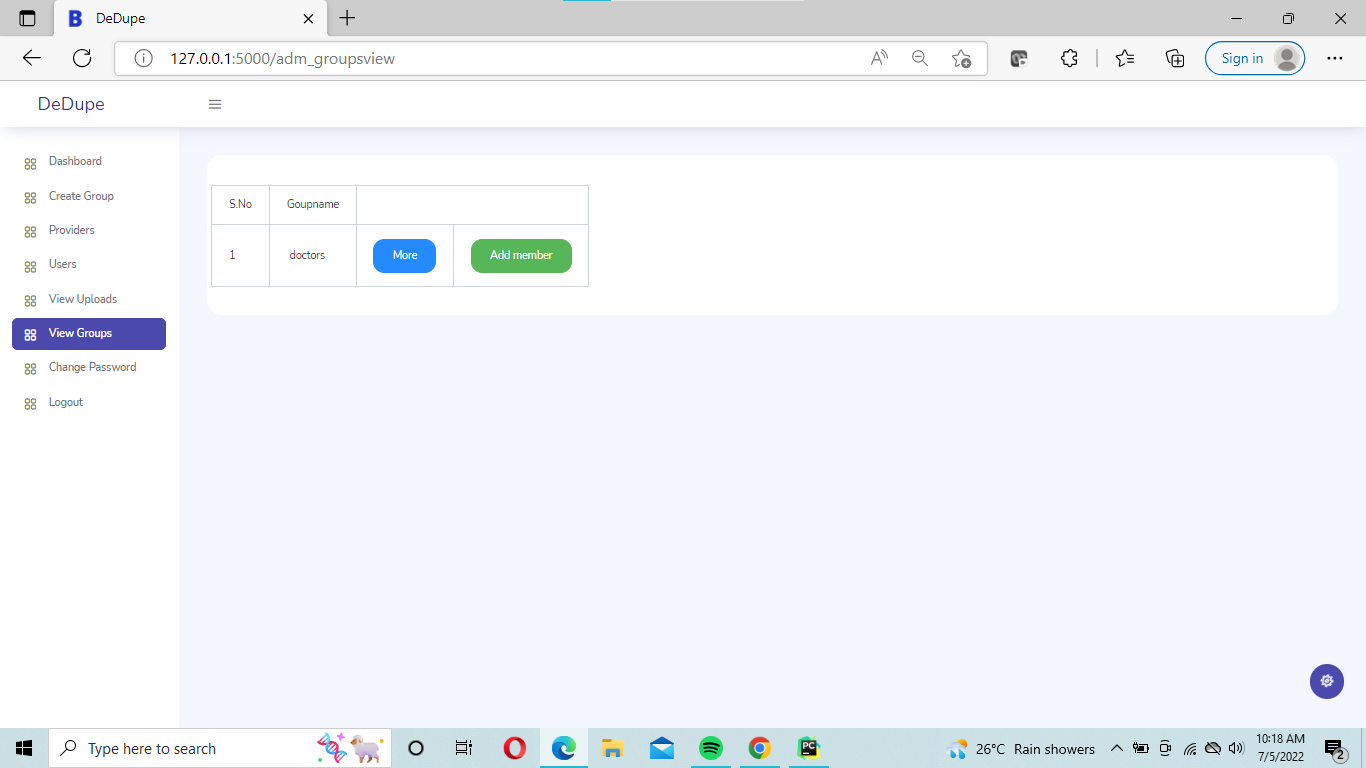 DeDupe
127.0.0.1:5000/adm_groupsview
Sign in
DeDupe
Dashboard
Create Group
Providers
Users
View Uploads
View Groups
Change Password
Logout
S.No Goupname
1 doctors More Add member
Type here to search
26°C Rain showers
10:18 AM
7/5/2022
2